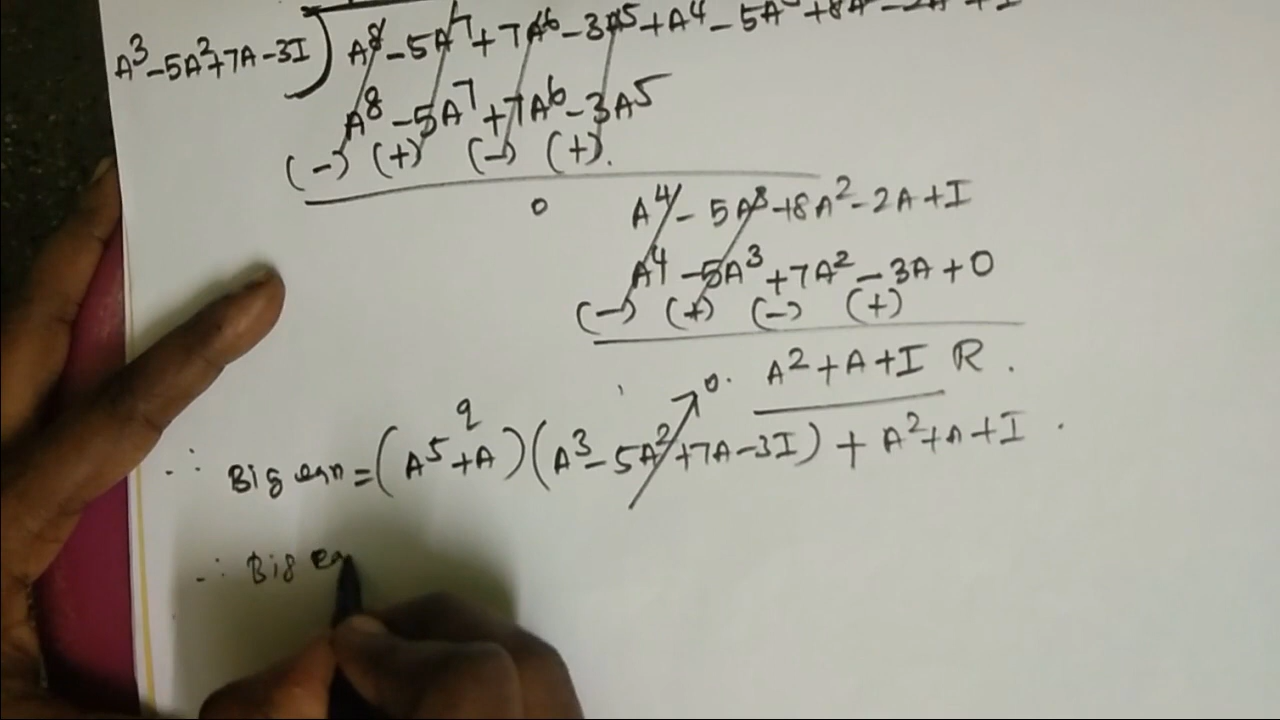 A³-5A²+7A-3I) A⁸-5A⁷+7A⁶-3A⁵+A⁴-5A³+8A²-2A+I
A⁸-5A⁷+7A⁶-3A⁵
(-) (+) (-) (+).
0 A⁴-5A³+8A²-2A+I
A⁴-5A³+7A²-3A+0
(-) (+) (-) (+)
A²+A+I R.
q 0.
∴ Big eqn=(A⁵+A)(A³-5A²+7A-3I)+A²+A+I.
∴ Big eq